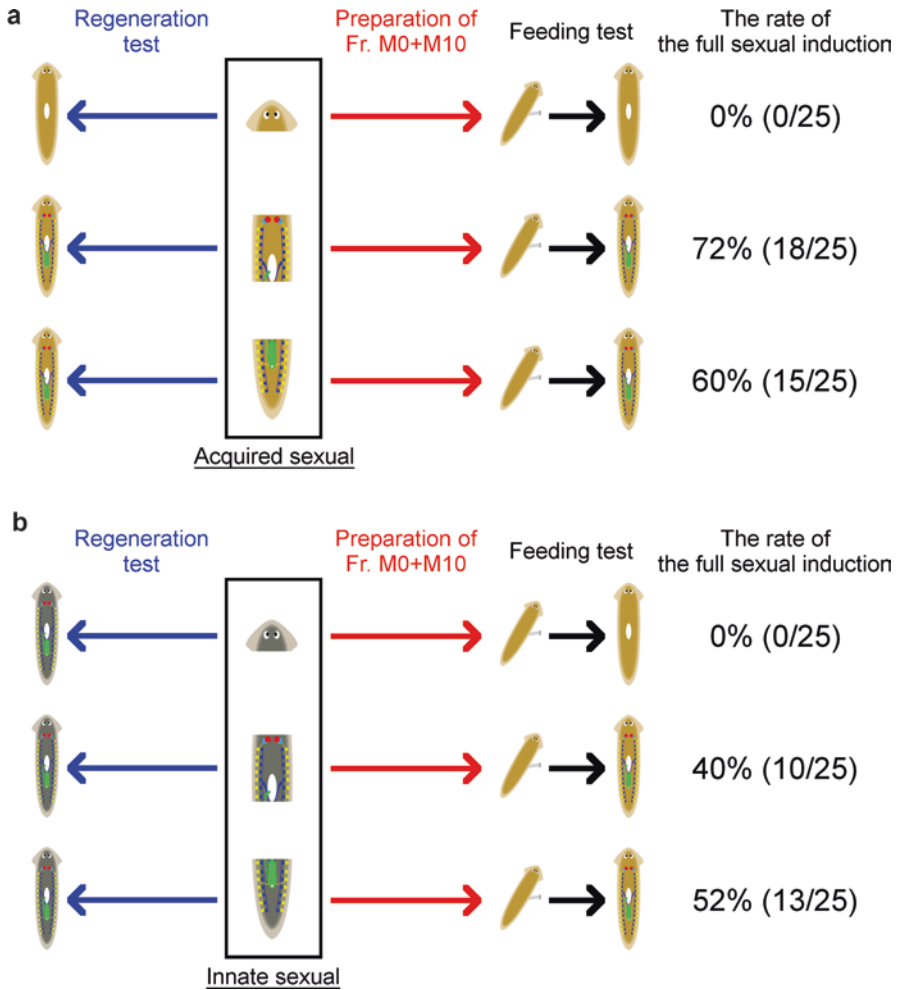 a
Regeneration
test
Preparation of
Fr. M0+M10
Feeding test
The rate of
the full sexual induction
0% (0/25)
72% (18/25)
60% (15/25)
Acquired sexual
b
Regeneration
test
Preparation of
Fr. M0+M10
Feeding test
The rate of
the full sexual induction
0% (0/25)
40% (10/25)
52% (13/25)
Innate sexual